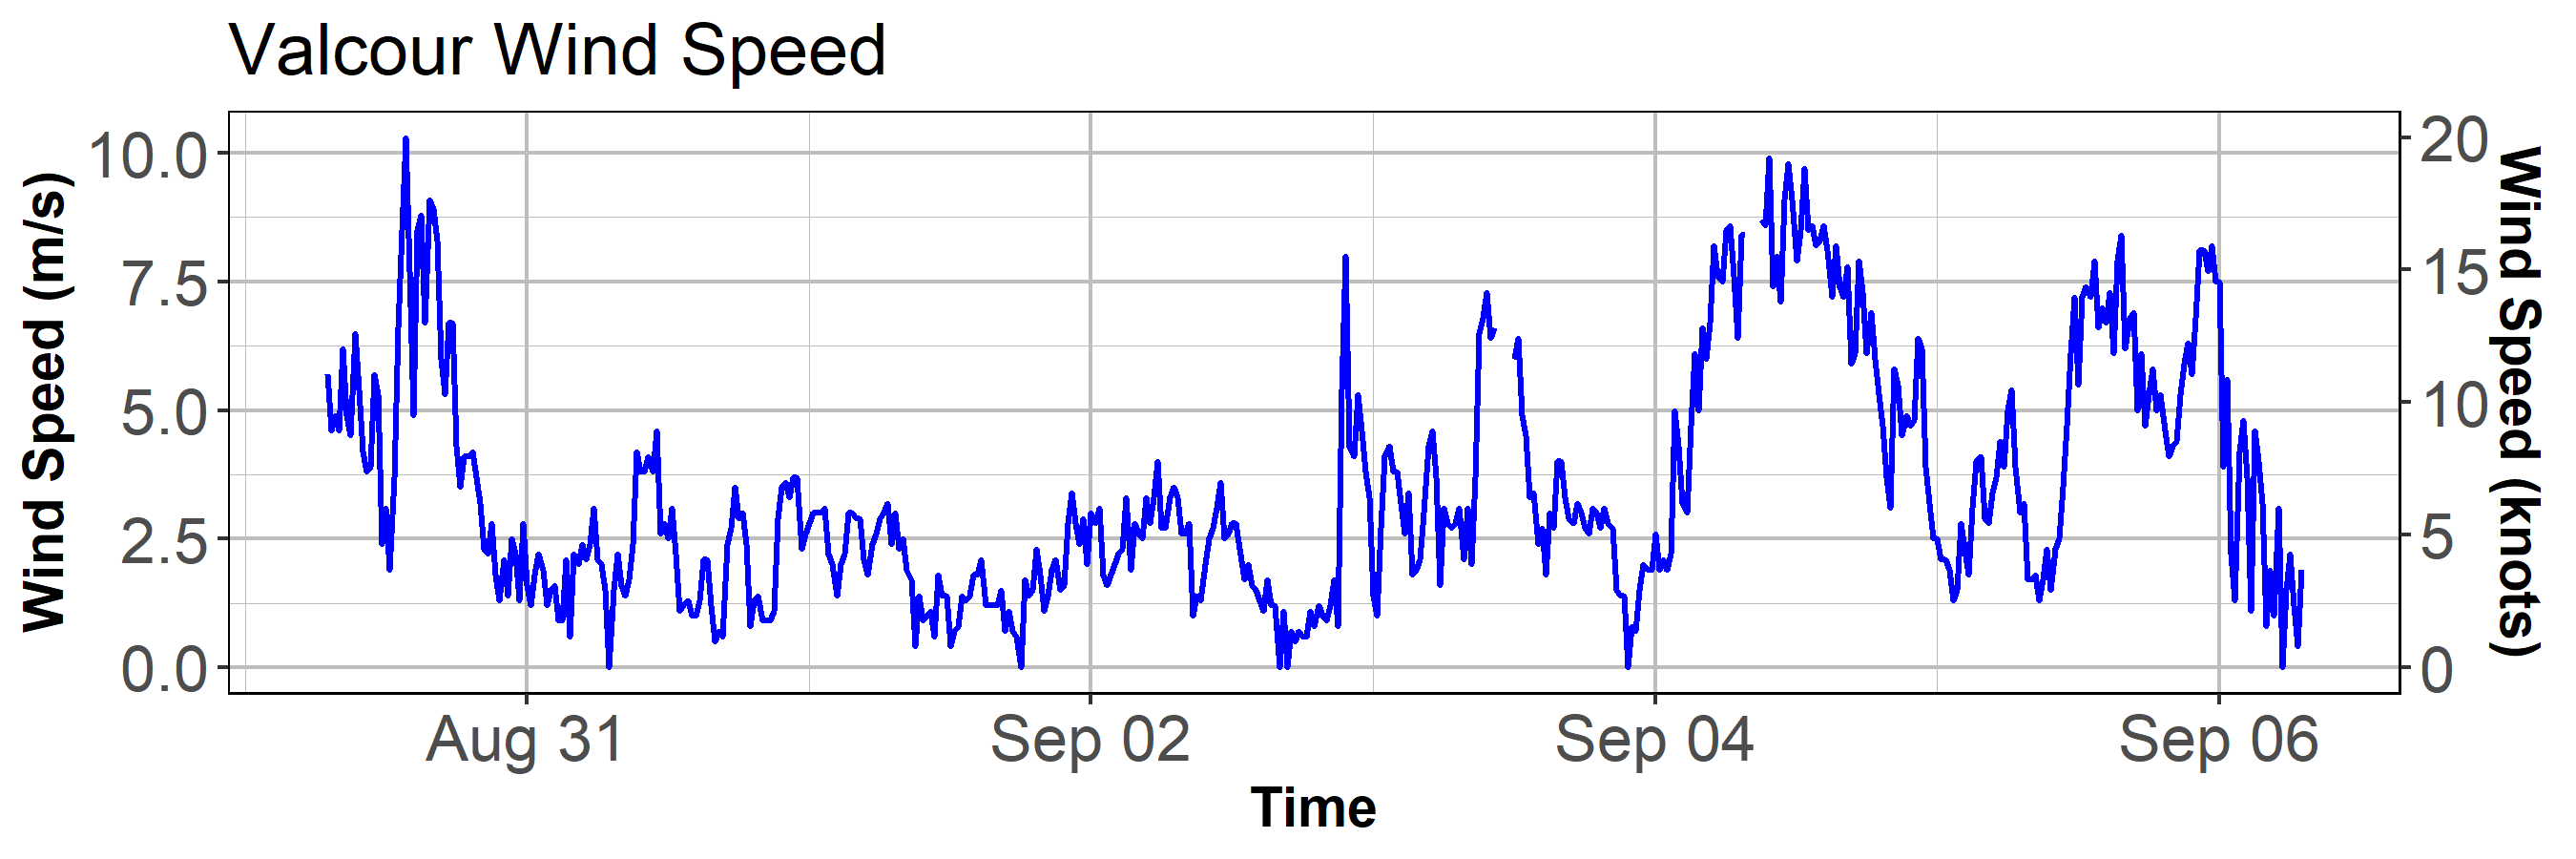 Valcour Wind Speed
Wind Speed (m/s)
10.0
7.5
5.0
2.5
0.0
20
15
10
5
0
Wind Speed (knots)
Aug 31
Sep 02
Sep 04
Sep 06
Time